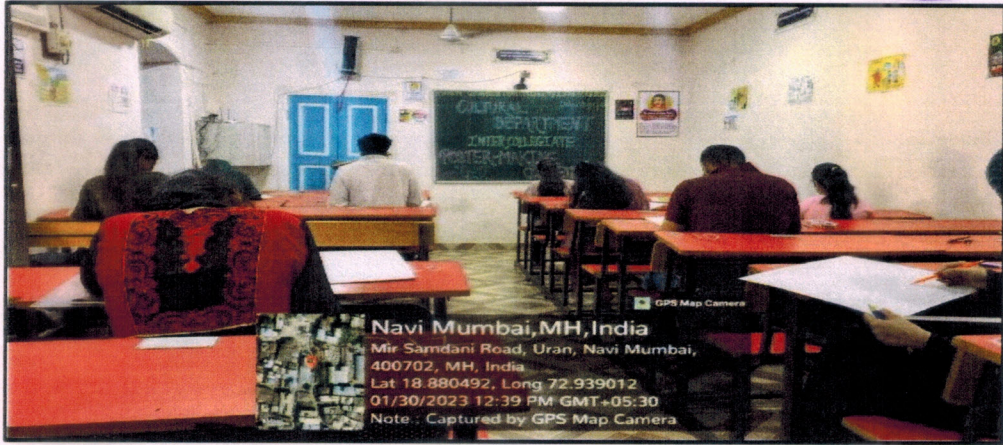 CULTURAL
DEPARTMENT
INTERCOLLEGIATE
POSTER-MAKING
GPS Map Camera
Navi Mumbai,MH,India
Mir Samdani Road, Uran, Navi Mumbai,
400702, MH, India
Lat 18.880492, Long 72.939012
01/30/2023 12:39 PM GMT+05:30
Note : Captured by GPS Map Camera